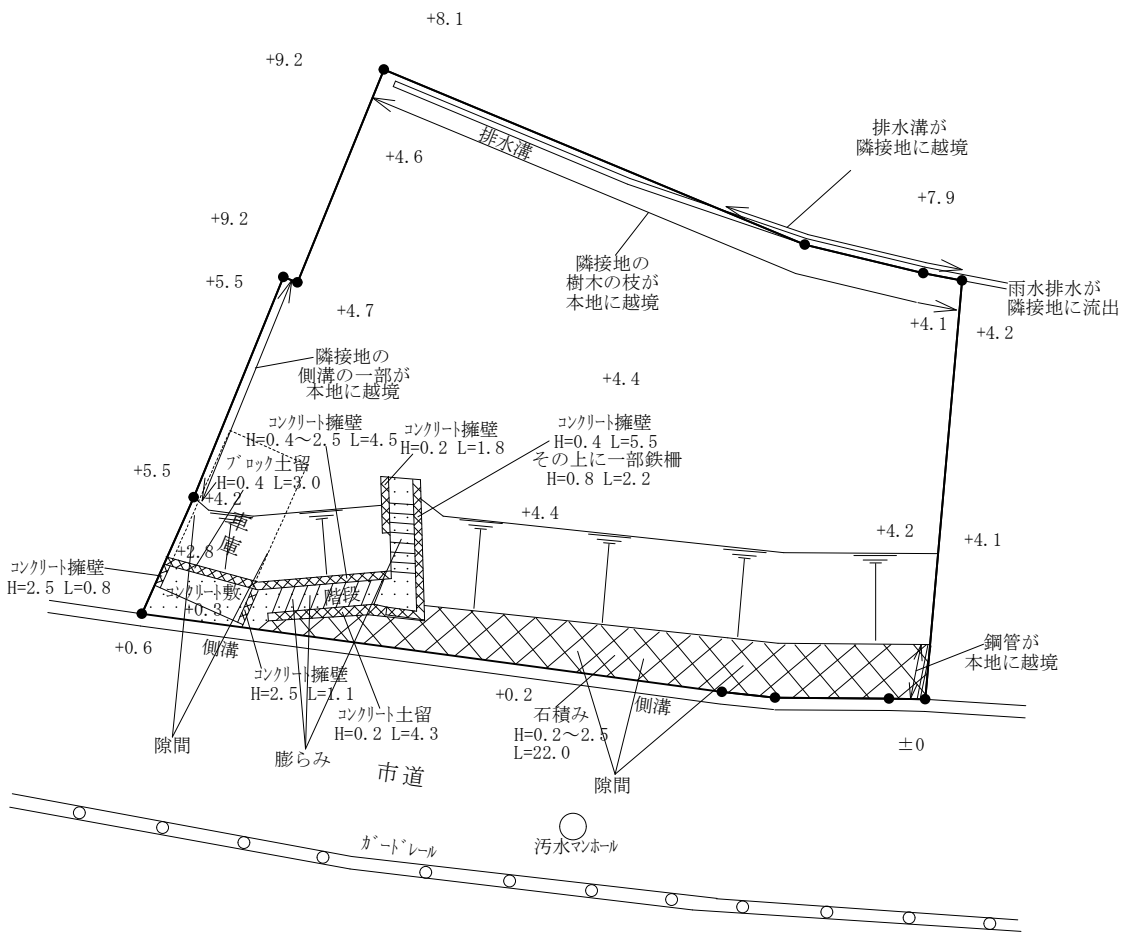 +8.1
+9.2
排水溝が
隣接地に越境
排水溝
+4.6
+7.9
+9.2
隣接地の
樹木の枝が
本地に越境
+5.5
雨水排水が
隣接地に流出
+4.7
+4.1
+4.2
隣接地の
側溝の一部が
本地に越境
+4.4
コンクリート擁壁
H=0.4～2.5 L=4.5
コンクリート擁壁
H=0.2 L=1.8
コンクリート擁壁
H=0.4 L=5.5
その上に一部鉄柵
H=0.8 L=2.2
ブロック土留
H=0.4 L=3.0
+5.5
+4.2
車庫
+4.4
+4.2
+4.1
+2.8
コンクリート擁壁
H=2.5 L=0.8
コンクリート敷
+0.3
階段
+0.6
側溝
鋼管が
本地に越境
コンクリート擁壁
H=2.5 L=1.1
+0.2
側溝
コンクリート土留
H=0.2 L=4.3
石積み
H=0.2～2.5
L=22.0
隙間
膨らみ
隙間
±0
市道
ガードレール
汚水マンホール